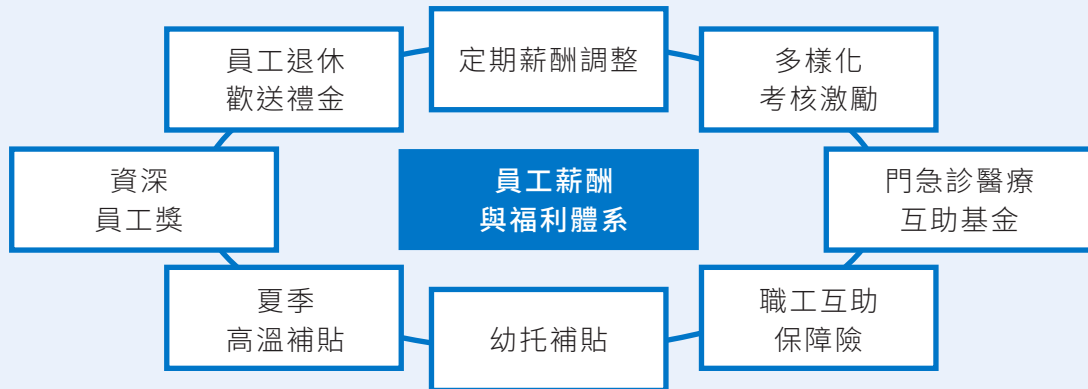 定期薪酬調整
多樣化
考核激勵
門急診醫療
互助基金
職工互助
保障險
幼托補貼
夏季
高溫補貼
資深
員工獎
員工退休
歡送禮金
員工薪酬
與福利體系